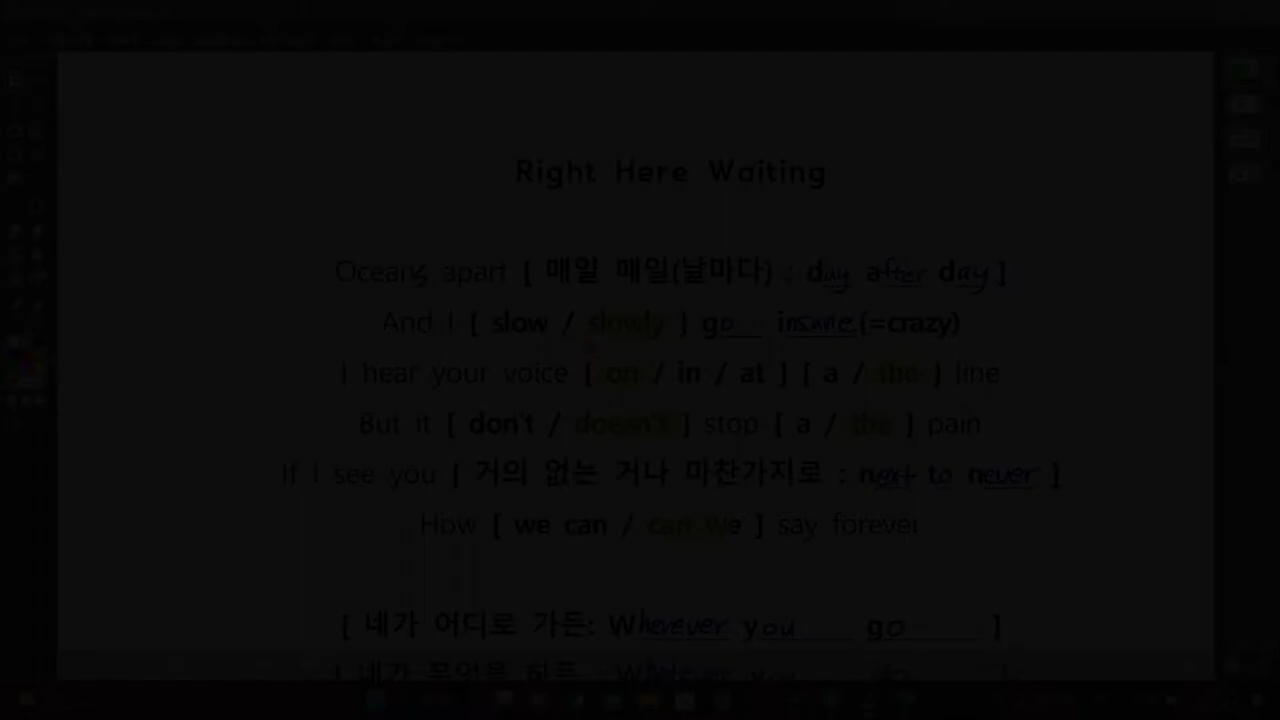 Right Here Waiting
Oceans apart [ 매일 매일(날마다) : day after day ]
And I [ slow / slowly ] go insane (=crazy)
I hear your voice [ on / in / at ] [ a / the ] line
But it [ don't / doesn't ] stop [ a / the ] pain
If I see you [ 거의 없는 거나 마찬가지로 : next to never ]
How [ we can / can we ] say forever
[ 네가 어디로 가든: Wherever you go ]